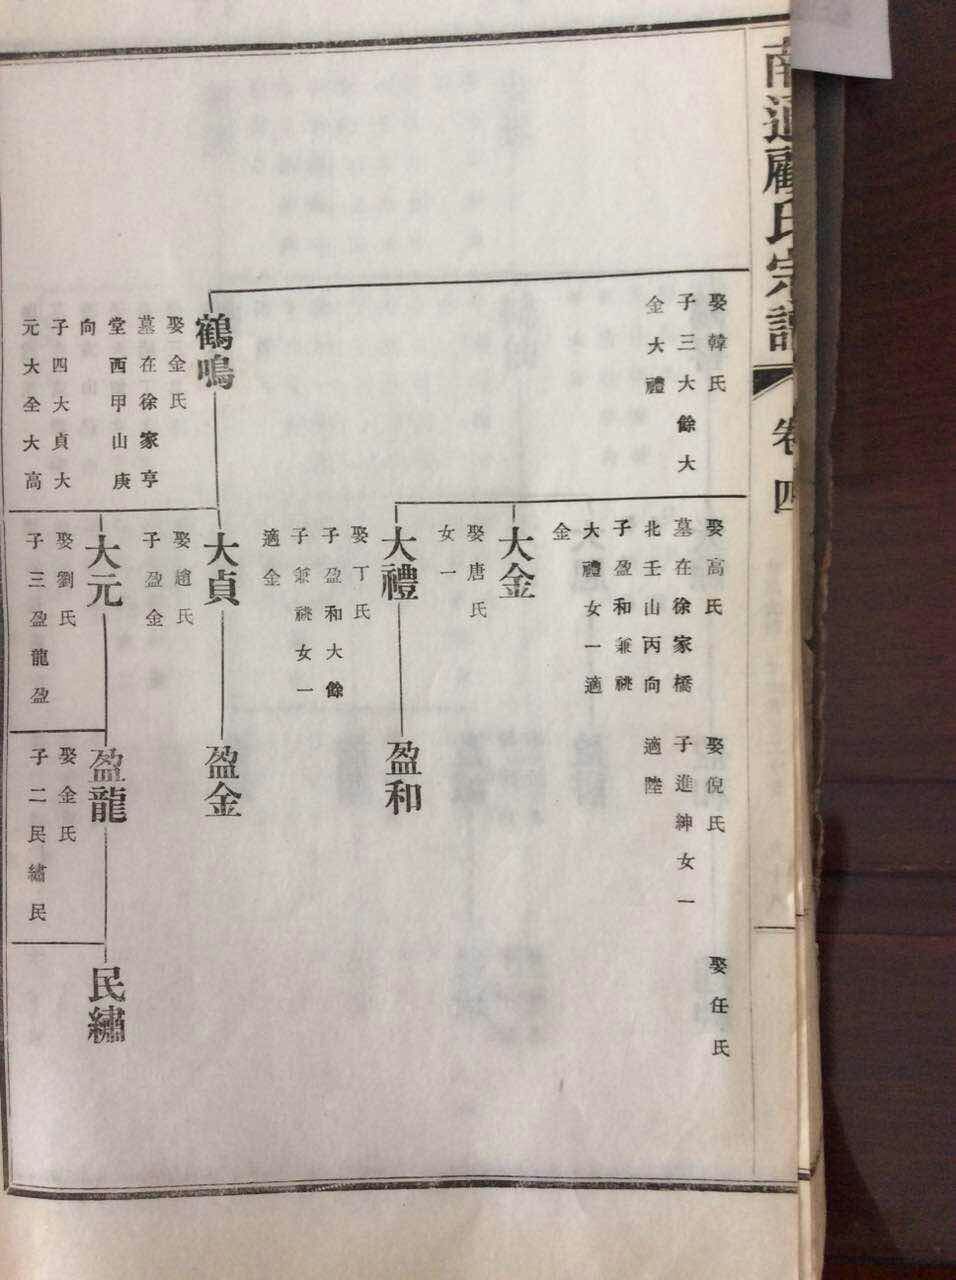 南通顧氏宗譜
卷四
娶韓氏
子三大餘大
金大禮
鶴鳴
娶金氏
墓在徐家亨
堂西甲山庚
向
子四大貞大
元大全大高
娶高氏
墓在徐家橋
北壬山丙向
子盈和兼祧
大禮女一適
金
大金
娶唐氏
女一
大禮
娶丁氏
子盈和大餘
子兼祧女一
適金
大貞
娶趙氏
子盈金
大元
娶劉氏
子三盈龍盈
娶倪氏
子進紳女一
適陸
盈和
盈金
盈龍
娶金氏
子二民繡民
娶任氏
民繡